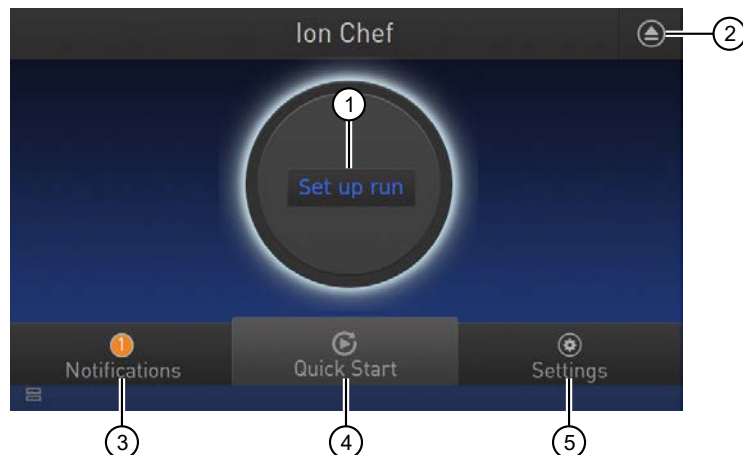 Ion Chef
2
1
Set up run
1
Notifications
Quick Start
Settings
3
4
5